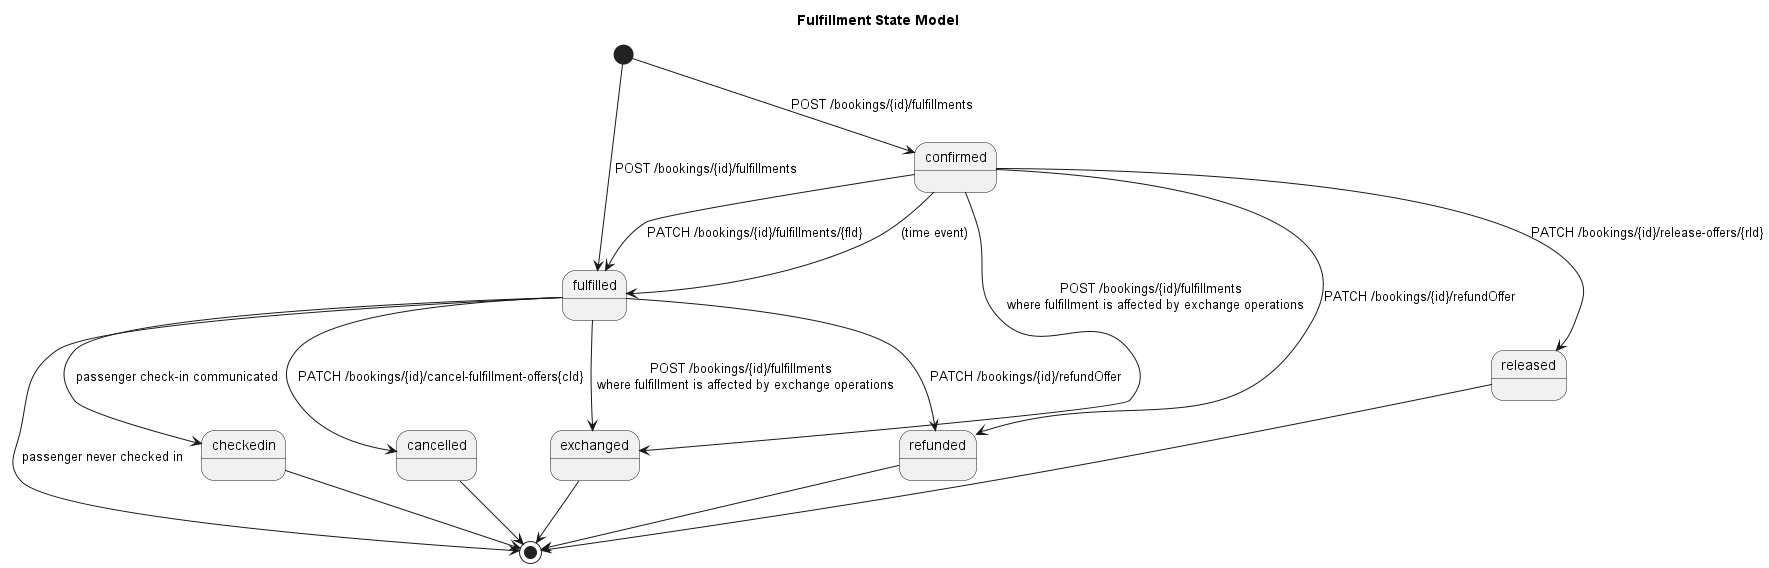 Fulfillment State Model
POST /bookings/{id}/fulfillments
confirmed
POST /bookings/{id}/fulfillments
PATCH /bookings/{id}/fulfillments/{fId}
(time event)
PATCH /bookings/{id}/release-offers/{rId}
fulfilled
POST /bookings/{id}/fulfillments
where fulfillment is affected by exchange operations
PATCH /bookings/{id}/refundOffer
released
passenger check-in communicated
PATCH /bookings/{id}/cancel-fulfillment-offers{cId}
POST /bookings/{id}/fulfillments
where fulfillment is affected by exchange operations
PATCH /bookings/{id}/refundOffer
checkedin
cancelled
exchanged
refunded
passenger never checked in